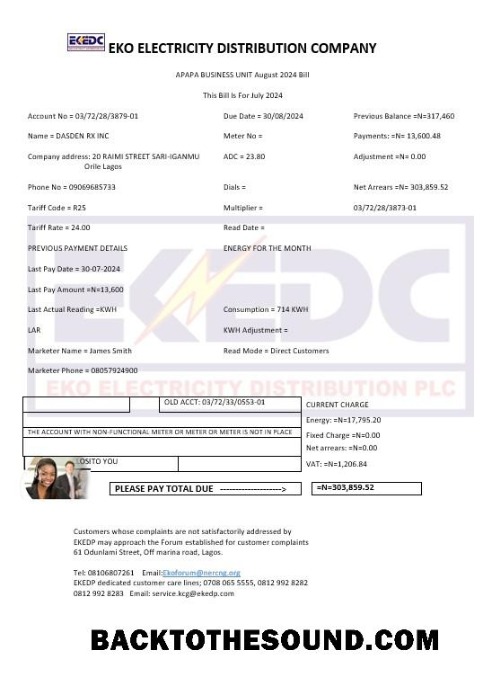 EKEDC EKO ELECTRICITY DISTRIBUTION COMPANY
APAPA BUSINESS UNIT August 2024 Bill
This Bill Is For July 2024
Account No = 03/72/28/3879-01 Due Date = 30/08/2024 Previous Balance =N=317,460
Name = DASDEN RX INC Meter No = Payments: =N= 13,600.48
Company address: 20 RAIMI STREET SARI-IGANMU ADC = 23.80 Adjustment =N= 0.00
Orile Lagos
Phone No = 09069685733 Dials = Net Arrears =N= 303,859.52
Tariff Code = R25 Multiplier = 03/72/28/3873-01
Tariff Rate = 24.00 Read Date =
PREVIOUS PAYMENT DETAILS ENERGY FOR THE MONTH
Last Pay Date = 30-07-2024
Last Pay Amount =N=13,600
Last Actual Reading =KWH Consumption = 714 KWH
LAR KWH Adjustment =
Marketer Name = James Smith Read Mode = Direct Customers
Marketer Phone = 08057924900
EKEDC
EKO ELECTRICITY DISTRIBUTION PLC
OLD ACCT: 03/72/33/0553-01 CURRENT CHARGE
Energy: =N=17,795.20
THE ACCOUNT WITH NON-FUNCTIONAL METER OR METER OR METER IS NOT IN PLACE Fixed Charge =N=0.00
Net arrears: =N=0.00
LOSITO YOU VAT: =N=1,206.84
PLEASE PAY TOTAL DUE --------------------> =N=303,859.52
Customers whose complaints are not satisfactorily addressed by
EKEDP may approach the Forum established for customer complaints
61 Odunlami Street, Off marina road, Lagos.
Tel: 08106807261 Email:Ekoforum@nercng.org
EKEDP dedicated customer care lines; 0708 065 5555, 0812 992 8282
0812 992 8283 Email: service.kcg@ekedp.com
BACKTOTHESOUND.COM